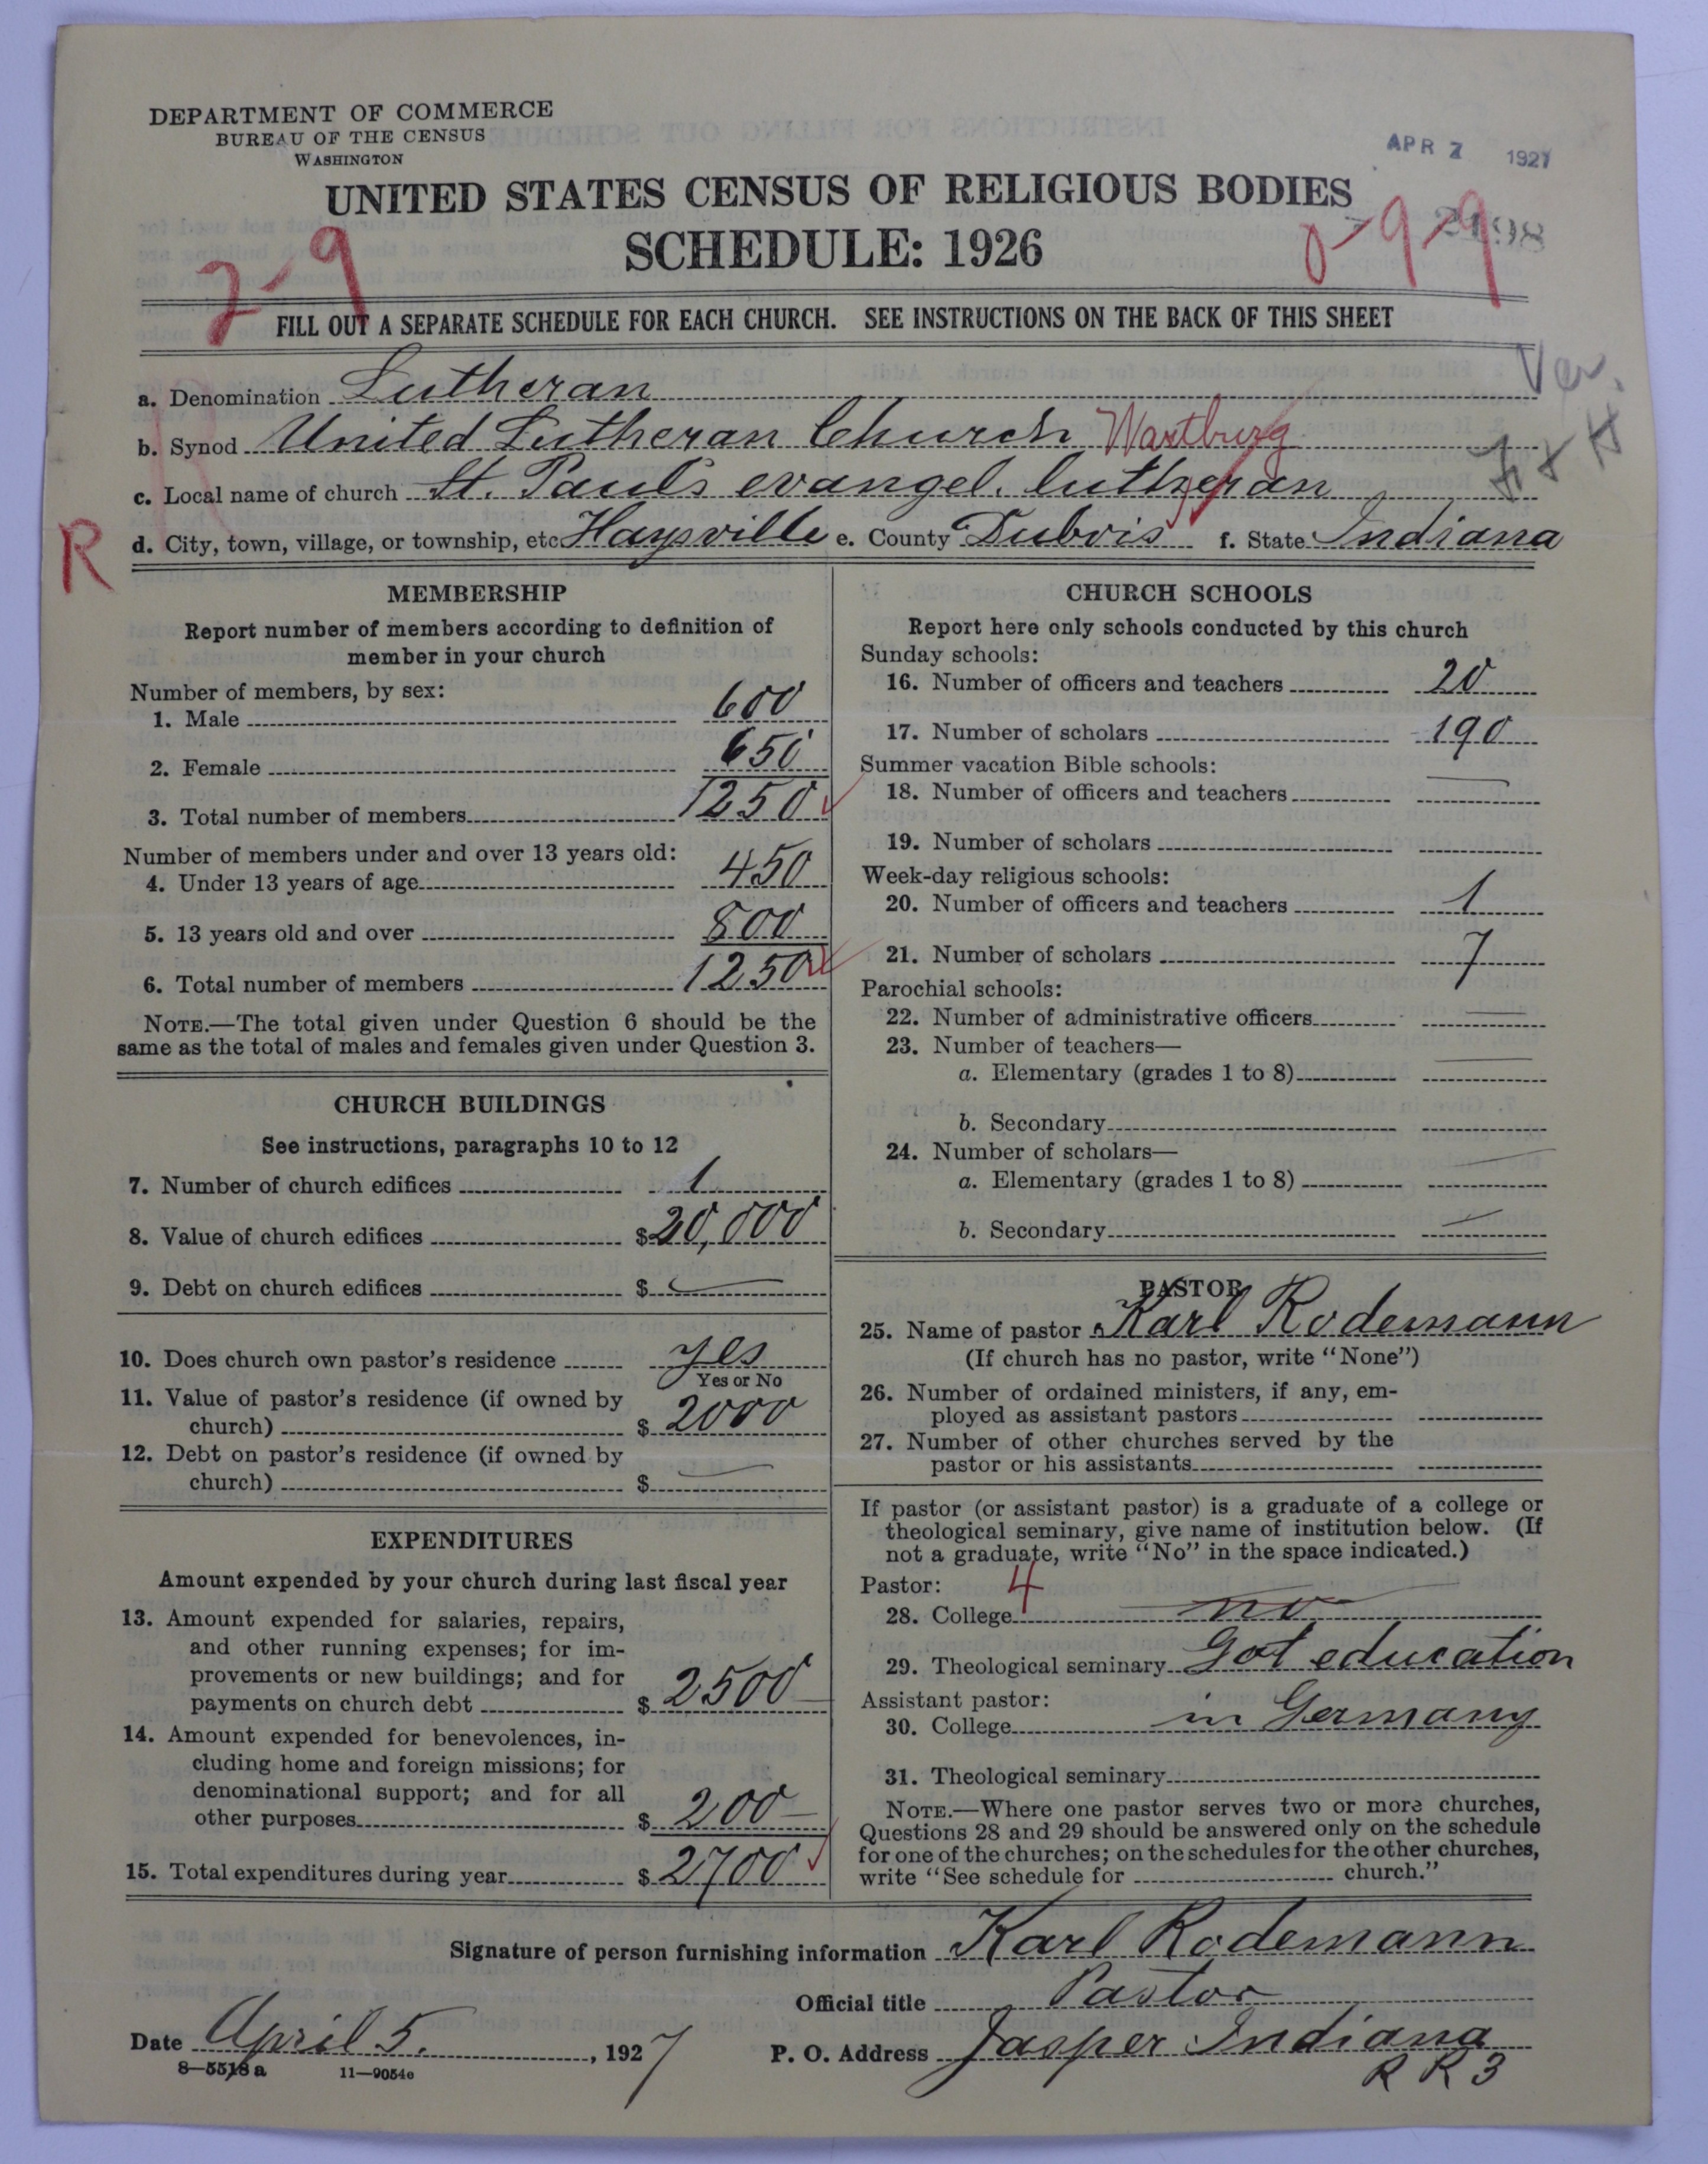 DEPARTMENT OF COMMERCE
BUREAU OF THE CENSUS
WASHINGTON
APR 7 1927
UNITED STATES CENSUS OF RELIGIOUS BODIES
SCHEDULE: 1926
2-9
0-9-9
FILL OUT A SEPARATE SCHEDULE FOR EACH CHURCH. SEE INSTRUCTIONS ON THE BACK OF THIS SHEET
Ver.
a. Denomination Lutheran
b. Synod United Lutheran Church Wartburg
c. Local name of church St. Paul's evangel. lutheran
R
d. City, town, village, or township, etc. Haysville e. County Dubois f. State Indiana
MEMBERSHIP
Report number of members according to definition of
member in your church
Number of members, by sex:
1. Male 600
2. Female 650
3. Total number of members 1250
Number of members under and over 13 years old:
4. Under 13 years of age 450
5. 13 years old and over 800
6. Total number of members 1250
NOTE.—The total given under Question 6 should be the
same as the total of males and females given under Question 3.
CHURCH BUILDINGS
See instructions, paragraphs 10 to 12
7. Number of church edifices 1
8. Value of church edifices $20,000
9. Debt on church edifices $ —
10. Does church own pastor's residence yes
Yes or No
11. Value of pastor's residence (if owned by
church) $ 2000
12. Debt on pastor's residence (if owned by
church) $ —
EXPENDITURES
Amount expended by your church during last fiscal year
13. Amount expended for salaries, repairs,
and other running expenses; for im-
provements or new buildings; and for
payments on church debt $ 2500
14. Amount expended for benevolences, in-
cluding home and foreign missions; for
denominational support; and for all
other purposes $ 200—
15. Total expenditures during year $ 2700
CHURCH SCHOOLS
Report here only schools conducted by this church
Sunday schools:
16. Number of officers and teachers 20
17. Number of scholars 190
Summer vacation Bible schools:
18. Number of officers and teachers —
19. Number of scholars
Week-day religious schools:
20. Number of officers and teachers 1
21. Number of scholars 7
Parochial schools:
22. Number of administrative officers —
23. Number of teachers—
a. Elementary (grades 1 to 8) —
b. Secondary
24. Number of scholars—
a. Elementary (grades 1 to 8) —
b. Secondary —
PASTOR
25. Name of pastor Karl Rodemann
(If church has no pastor, write "None")
26. Number of ordained ministers, if any, em-
ployed as assistant pastors
27. Number of other churches served by the
pastor or his assistants
If pastor (or assistant pastor) is a graduate of a college or
theological seminary, give name of institution below. (If
not a graduate, write "No" in the space indicated.)
Pastor: 4
28. College no
29. Theological seminary Got education
Assistant pastor:
30. College in Germany
31. Theological seminary
NOTE.—Where one pastor serves two or more churches,
Questions 28 and 29 should be answered only on the schedule
for one of the churches; on the schedules for the other churches,
write "See schedule for church."
Signature of person furnishing information Karl Rodemann
Official title Pastor
Date April 5. , 1927
P. O. Address Jasper Indiana
R R 3
8—5518 a 11—9054e